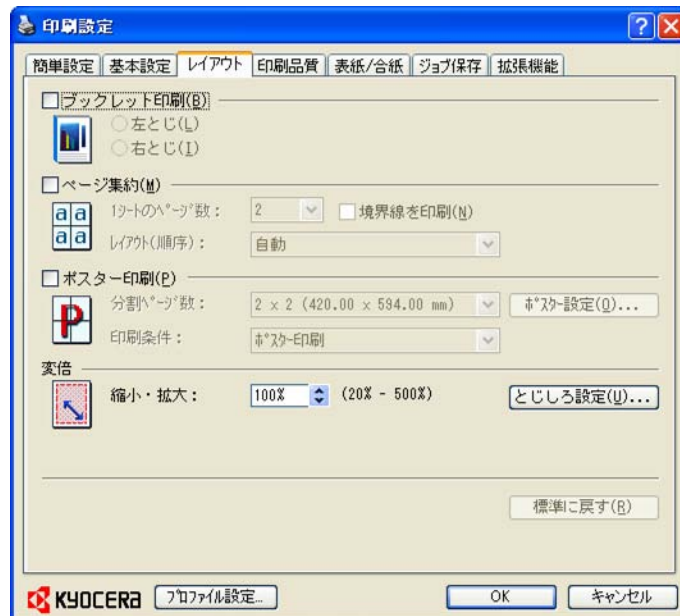 印刷設定
簡単設定 基本設定 レイアウト 印刷品質 表紙/合紙 ジョブ保存 拡張機能
ブックレット印刷(B)
左とじ(L)
右とじ(I)
ページ集約(M)
a a
a a
1シートのページ数： 2 境界線を印刷(N)
レイアウト(順序)： 自動
ポスター印刷(P)
P
分割ページ数： 2 x 2 (420.00 x 594.00 mm) ポスター設定(O)...
印刷条件： ポスター印刷
変倍
縮小・拡大： 100% (20% - 500%) とじしろ設定(U)...
標準に戻す(R)
KYOCERA プロファイル設定... OK キャンセル